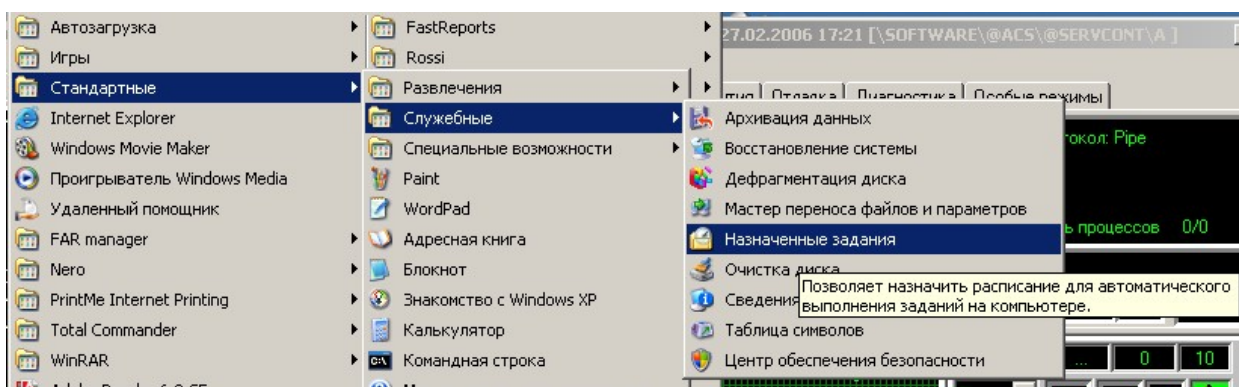 Автозагрузка
Игры
Стандартные
Internet Explorer
Windows Movie Maker
Проигрыватель Windows Media
Удаленный помощник
FAR manager
Nero
PrintMe Internet Printing
Total Commander
WinRAR
FastReports
Rossi
Развлечения
Служебные
Специальные возможности
Paint
WordPad
Адресная книга
Блокнот
Знакомство с Windows XP
Калькулятор
Командная строка
27.02.2006 17:21 [\SOFTWARE\@ACS\@SERVCONT\A ]
Отладка Диагностика Особые режимы
Архивация данных
Восстановление системы
Дефрагментация диска
Мастер переноса файлов и параметров
Назначенные задания
Очистка диска
Позволяет назначить расписание для автоматического
выполнения заданий на компьютере.
Сведения
Таблица символов
Центр обеспечения безопасности
Pipe
процессов 0/0
... 0 10